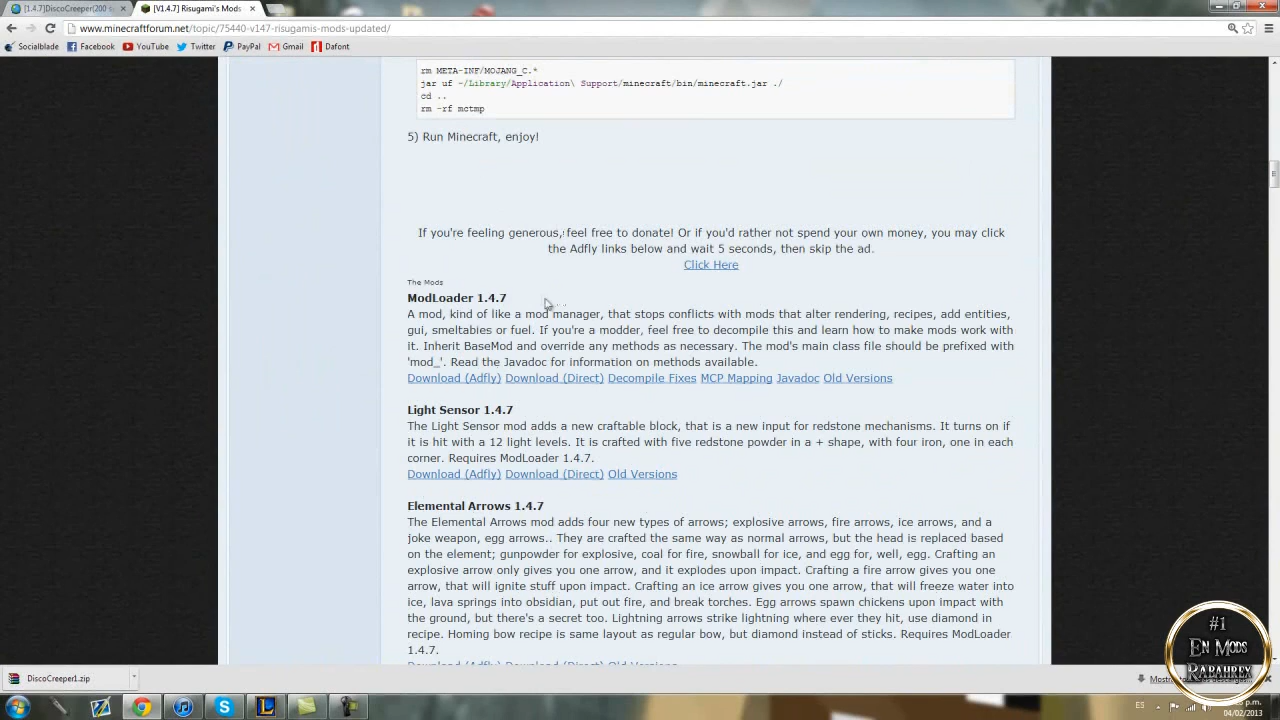 [1.4.7]DiscoCreeper(200 s
[V1.4.7] Risugami's Mods
www.minecraftforum.net/topic/75440-v147-risugamis-mods-updated/
Socialblade Facebook YouTube Twitter PayPal Gmail Dafont
rm META-INF/MOJANG_C.*
jar uf ~/Library/Application\ Support/minecraft/bin/minecraft.jar ./
cd ..
rm -rf mctmp
5) Run Minecraft, enjoy!
If you're feeling generous, feel free to donate! Or if you'd rather not spend your own money, you may click
the Adfly links below and wait 5 seconds, then skip the ad.
Click Here
The Mods
ModLoader 1.4.7
A mod, kind of like a mod manager, that stops conflicts with mods that alter rendering, recipes, add entities,
gui, smeltables or fuel. If you're a modder, feel free to decompile this and learn how to make mods work with
it. Inherit BaseMod and override any methods as necessary. The mod's main class file should be prefixed with
'mod_'. Read the Javadoc for information on methods available.
Download (Adfly) Download (Direct) Decompile Fixes MCP Mapping Javadoc Old Versions
Light Sensor 1.4.7
The Light Sensor mod adds a new craftable block, that is a new input for redstone mechanisms. It turns on if
it is hit with a 12 light levels. It is crafted with five redstone powder in a + shape, with four iron, one in each
corner. Requires ModLoader 1.4.7.
Download (Adfly) Download (Direct) Old Versions
Elemental Arrows 1.4.7
The Elemental Arrows mod adds four new types of arrows; explosive arrows, fire arrows, ice arrows, and a
joke weapon, egg arrows.. They are crafted the same way as normal arrows, but the head is replaced based
on the element; gunpowder for explosive, coal for fire, snowball for ice, and egg for, well, egg. Crafting an
explosive arrow only gives you one arrow, and it explodes upon impact. Crafting a fire arrow gives you one
arrow, that will ignite stuff upon impact. Crafting an ice arrow gives you one arrow, that will freeze water into
ice, lava springs into obsidian, put out fire, and break torches. Egg arrows spawn chickens upon impact with
the ground, but there's a secret too. Lightning arrows strike lightning where ever they hit, use diamond in
recipe. Homing bow recipe is same layout as regular bow, but diamond instead of sticks. Requires ModLoader
1.4.7.
Download (Adfly) Download (Direct) Old Versions
DiscoCreeper1.zip
#1
En Mods
Rabahrex
ES
p.m.
04/02/2013